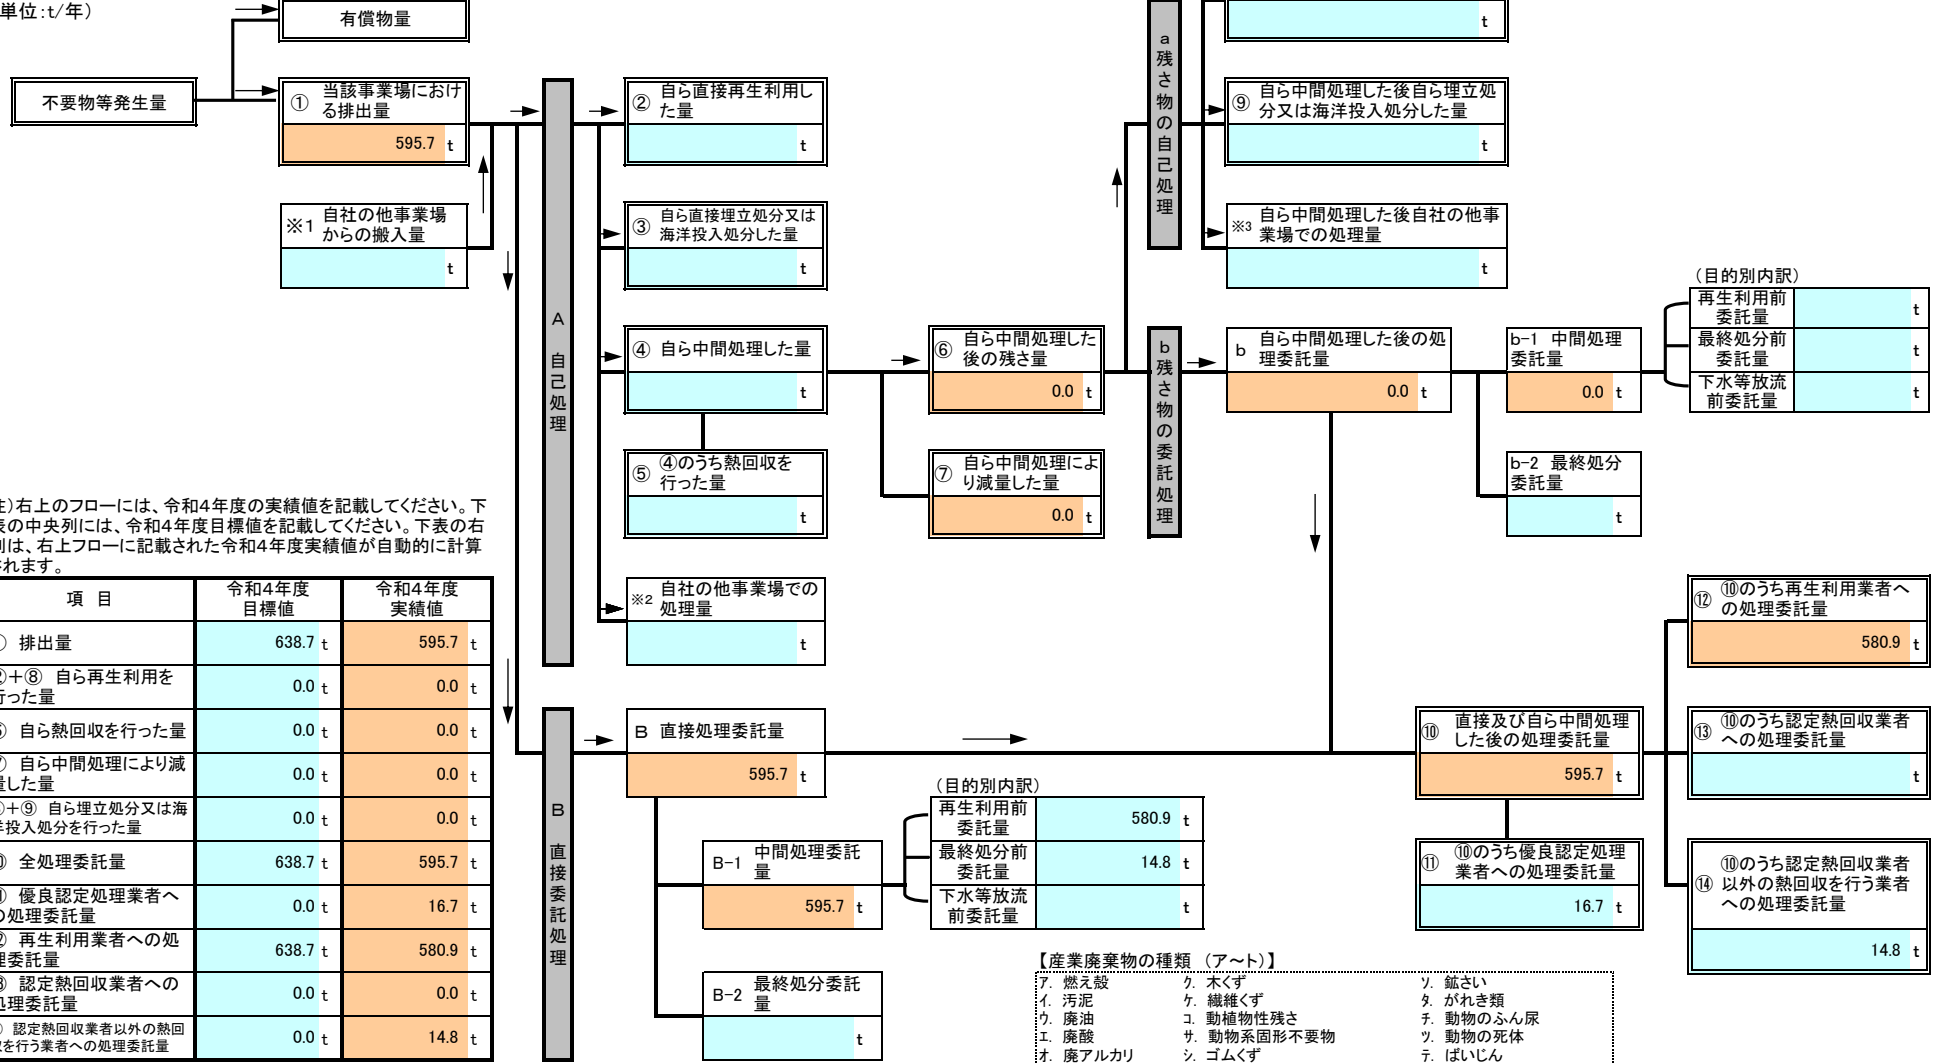 単位:t/年)
有償物量
t
不要物等発生量
① 当該事業場におけ
る排出量
595.7 t
※1 自社の他事業場
からの搬入量
t
A 自己処理
② 自ら直接再生利用し
た量
t
③ 自ら直接埋立処分又は
海洋投入処分した量
t
④ 自ら中間処理した量
t
⑤ ④のうち熱回収を
行った量
t
※2 自社の他事業場での
処理量
t
⑥ 自ら中間処理した
後の残さ量
0.0 t
⑦ 自ら中間処理によ
り減量した量
0.0 t
a 残さ物の自己処理
⑨ 自ら中間処理した後自ら埋立処
分又は海洋投入処分した量
t
※3 自ら中間処理した後自社の他事
業場での処理量
t
b 残さ物の委託処理
b 自ら中間処理した後の処
理委託量
0.0 t
b-1 中間処理
委託量
0.0 t
b-2 最終処分
委託量
t
(目的別内訳)
再生利用前
委託量
t
最終処分前
委託量
t
下水等放流
前委託量
t
)右上のフローには、令和4年度の実績値を記載してください。下
の中央列には、令和4年度目標値を記載してください。下表の右
は、右上フローに記載された令和4年度実績値が自動的に計算
れます。
項 目 令和4年度 目標値 令和4年度 実績値
排出量 638.7 t 595.7 t
+⑧ 自ら再生利用を
った量 0.0 t 0.0 t
自ら熱回収を行った量 0.0 t 0.0 t
自ら中間処理により減
した量 0.0 t 0.0 t
+⑨ 自ら埋立処分又は海
投入処分を行った量 0.0 t 0.0 t
全処理委託量 638.7 t 595.7 t
優良認定処理業者へ
処理委託量 0.0 t 16.7 t
再生利用業者への処
委託量 638.7 t 580.9 t
認定熱回収業者への
処理委託量 0.0 t 0.0 t
認定熱回収業者以外の熱回
を行う業者への処理委託量 0.0 t 14.8 t
B 直接委託処理
B 直接処理委託量
595.7 t
B-1 中間処理委託
量
595.7 t
B-2 最終処分委託
量
t
(目的別内訳)
再生利用前
委託量
580.9 t
最終処分前
委託量
14.8 t
下水等放流
前委託量
t
⑩ 直接及び自ら中間処理
した後の処理委託量
595.7 t
⑪ ⑩のうち優良認定処理
業者への処理委託量
16.7 t
⑫ ⑩のうち再生利用業者へ
の処理委託量
580.9 t
⑬ ⑩のうち認定熱回収業者
への処理委託量
t
⑭ ⑩のうち認定熱回収業者
以外の熱回収を行う業者
への処理委託量
14.8 t
【産業廃棄物の種類 (ア~ト)】
ア. 燃え殻 ク. 木くず ソ. 鉱さい
イ. 汚泥 ケ. 繊維くず タ. がれき類
ウ. 廃油 コ. 動植物性残さ チ. 動物のふん尿
エ. 廃酸 サ. 動物系固形不要物 ツ. 動物の死体
オ. 廃アルカリ シ. ゴムくず テ. ばいじん